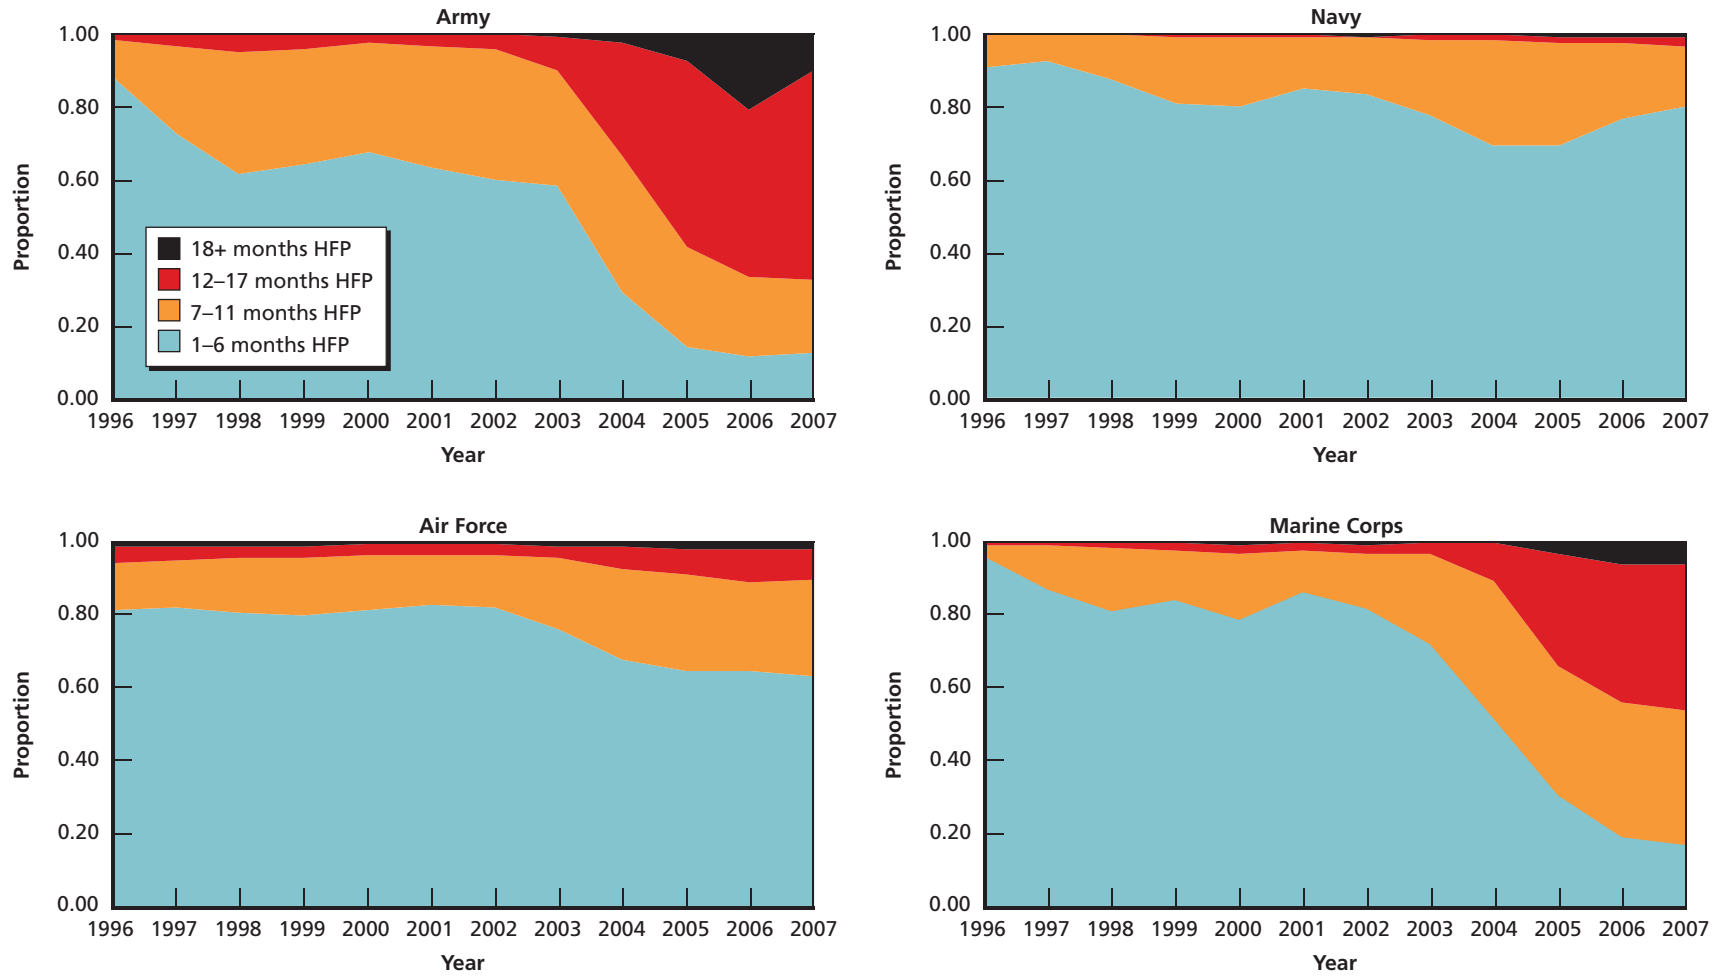 Army
1.00
0.80
0.60
0.40
0.20
0.00
Proportion
18+ months HFP
12–17 months HFP
7–11 months HFP
1–6 months HFP
1996 1997 1998 1999 2000 2001 2002 2003 2004 2005 2006 2007
Year
Navy
1.00
0.80
0.60
0.40
0.20
0.00
Proportion
1996 1997 1998 1999 2000 2001 2002 2003 2004 2005 2006 2007
Year
Air Force
1.00
0.80
0.60
0.40
0.20
0.00
Proportion
1996 1997 1998 1999 2000 2001 2002 2003 2004 2005 2006 2007
Year
Marine Corps
1.00
0.80
0.60
0.40
0.20
0.00
Proportion
1996 1997 1998 1999 2000 2001 2002 2003 2004 2005 2006 2007
Year